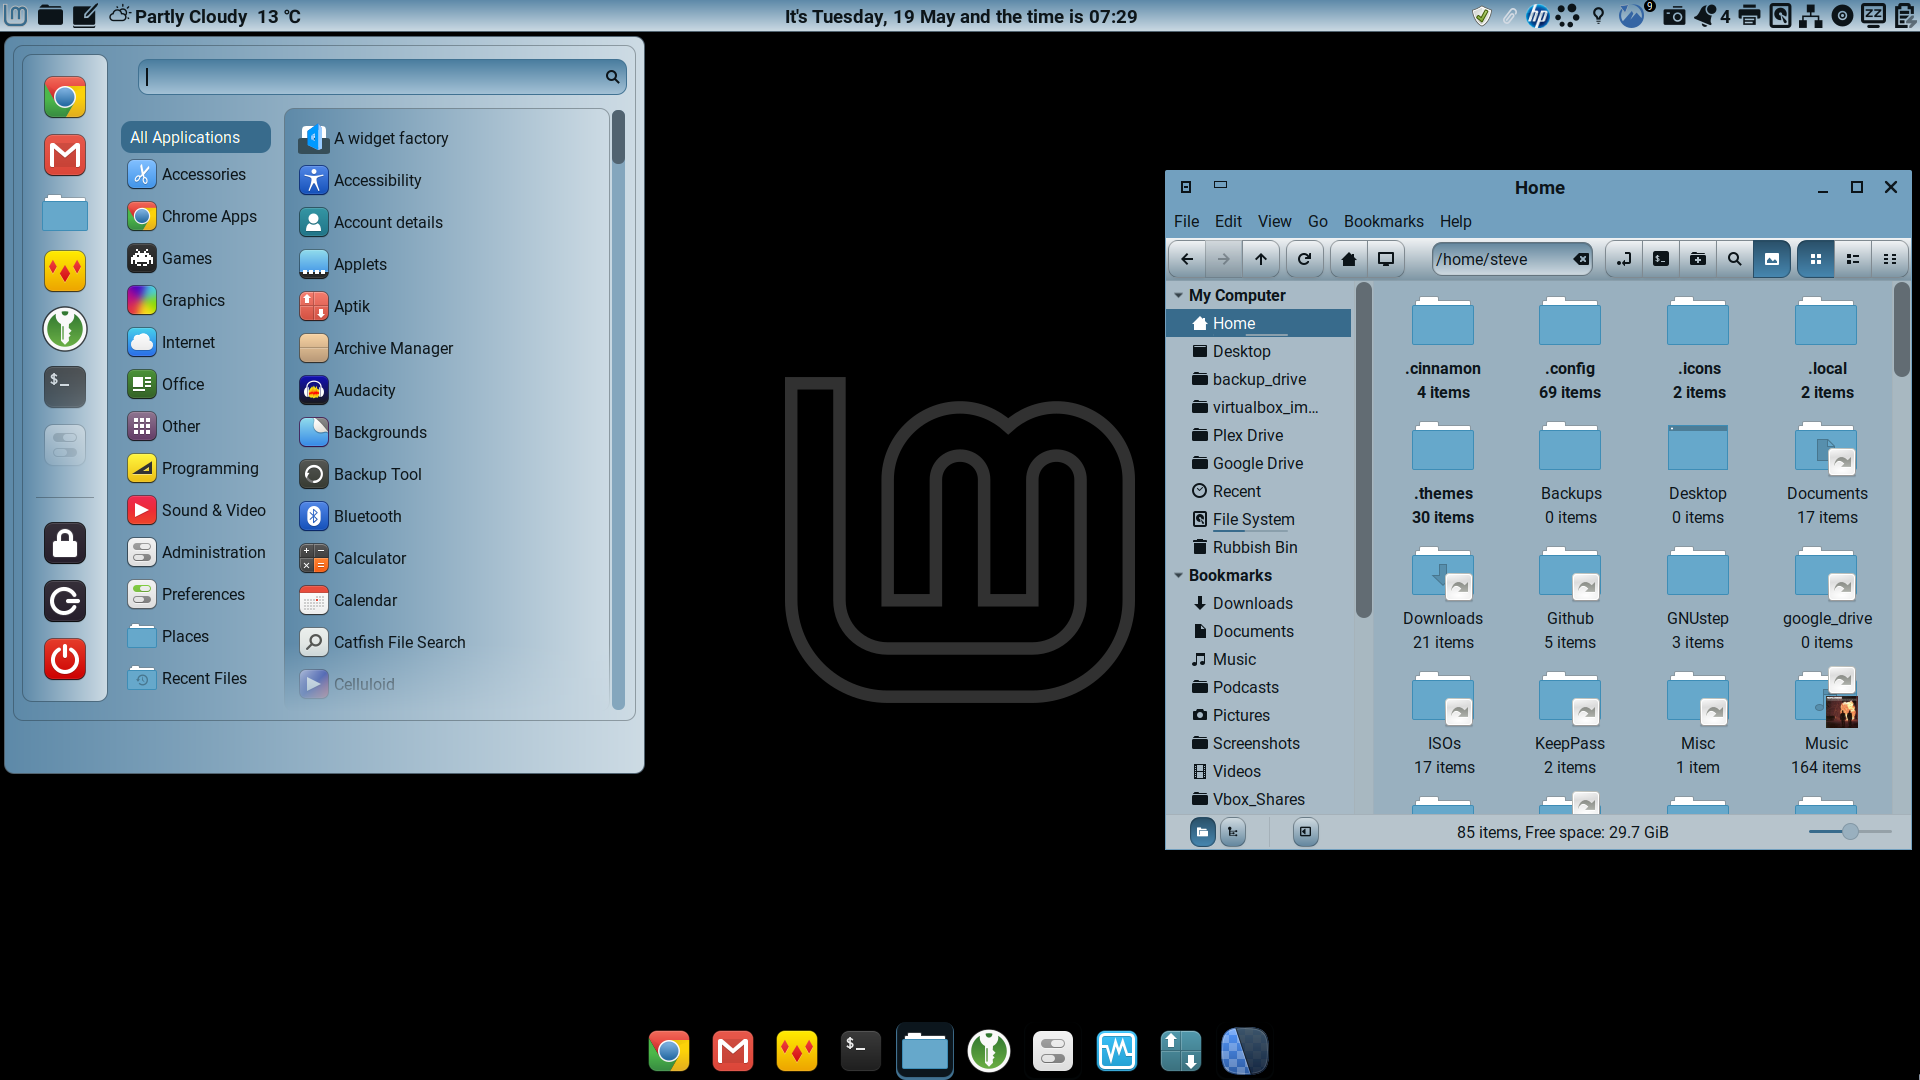 Partly Cloudy 13 °C
It's Tuesday, 19 May and the time is 07:29
9
4
ZZ
hp
All Applications
Accessories
Chrome Apps
Games
Graphics
Internet
Office
Other
Programming
Sound & Video
Administration
Preferences
Places
Recent Files
A widget factory
Accessibility
Account details
Applets
Aptik
Archive Manager
Audacity
Backgrounds
Backup Tool
Bluetooth
Calculator
Calendar
Catfish File Search
Celluloid
Home
File Edit View Go Bookmarks Help
/home/steve
My Computer
Home
Desktop
backup_drive
virtualbox_im...
Plex Drive
Google Drive
Recent
File System
Rubbish Bin
Bookmarks
Downloads
Documents
Music
Podcasts
Pictures
Screenshots
Videos
Vbox_Shares
.cinnamon
4 items
.config
69 items
.icons
2 items
.local
2 items
.themes
30 items
Backups
0 items
Desktop
0 items
Documents
17 items
Downloads
21 items
Github
5 items
GNUstep
3 items
google_drive
0 items
ISOs
17 items
KeepPass
2 items
Misc
1 item
Music
164 items
85 items, Free space: 29.7 GiB
$_
$_